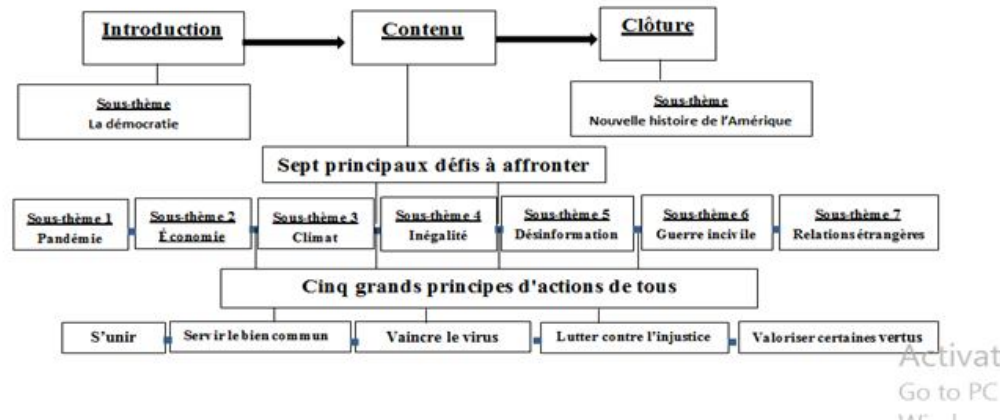 Introduction
Contenu
Clôture
Sous-thème
La démocratie
Sous-thème
Nouvelle histoire de l'Amérique
Sept principaux défis à affronter
Sous-thème 1
Pandémie
Sous-thème 2
Économie
Sous-thème 3
Climat
Sous-thème 4
Inégalité
Sous-thème 5
Désinformation
Sous-thème 6
Guerre incivile
Sous-thème 7
Relations étrangères
Cinq grands principes d'actions de tous
S'unir
Servir le bien commun
Vaincre le virus
Lutter contre l'injustice
Valoriser certaines vertus
Activat
Go to PC